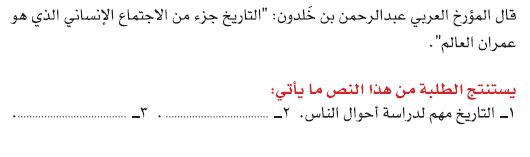 قال المؤرخ العربي عبدالرحمن بن خَلدون: "التاريخ جزء من الاجتماع الإنساني الذي هو
عمران العالم".
يستنتج الطلبة من هذا النص ما يأتي:
١ـ التاريخ مهم لدراسة أحوال الناس. ٢ـ .................................... . ٣ـ .................................... .